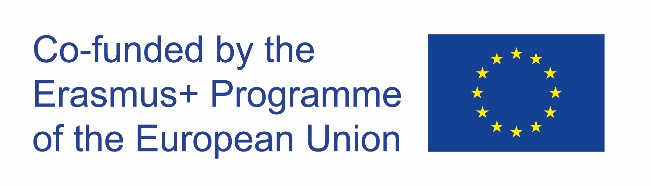 Co-funded by the
Erasmus+ Programme
of the European Union